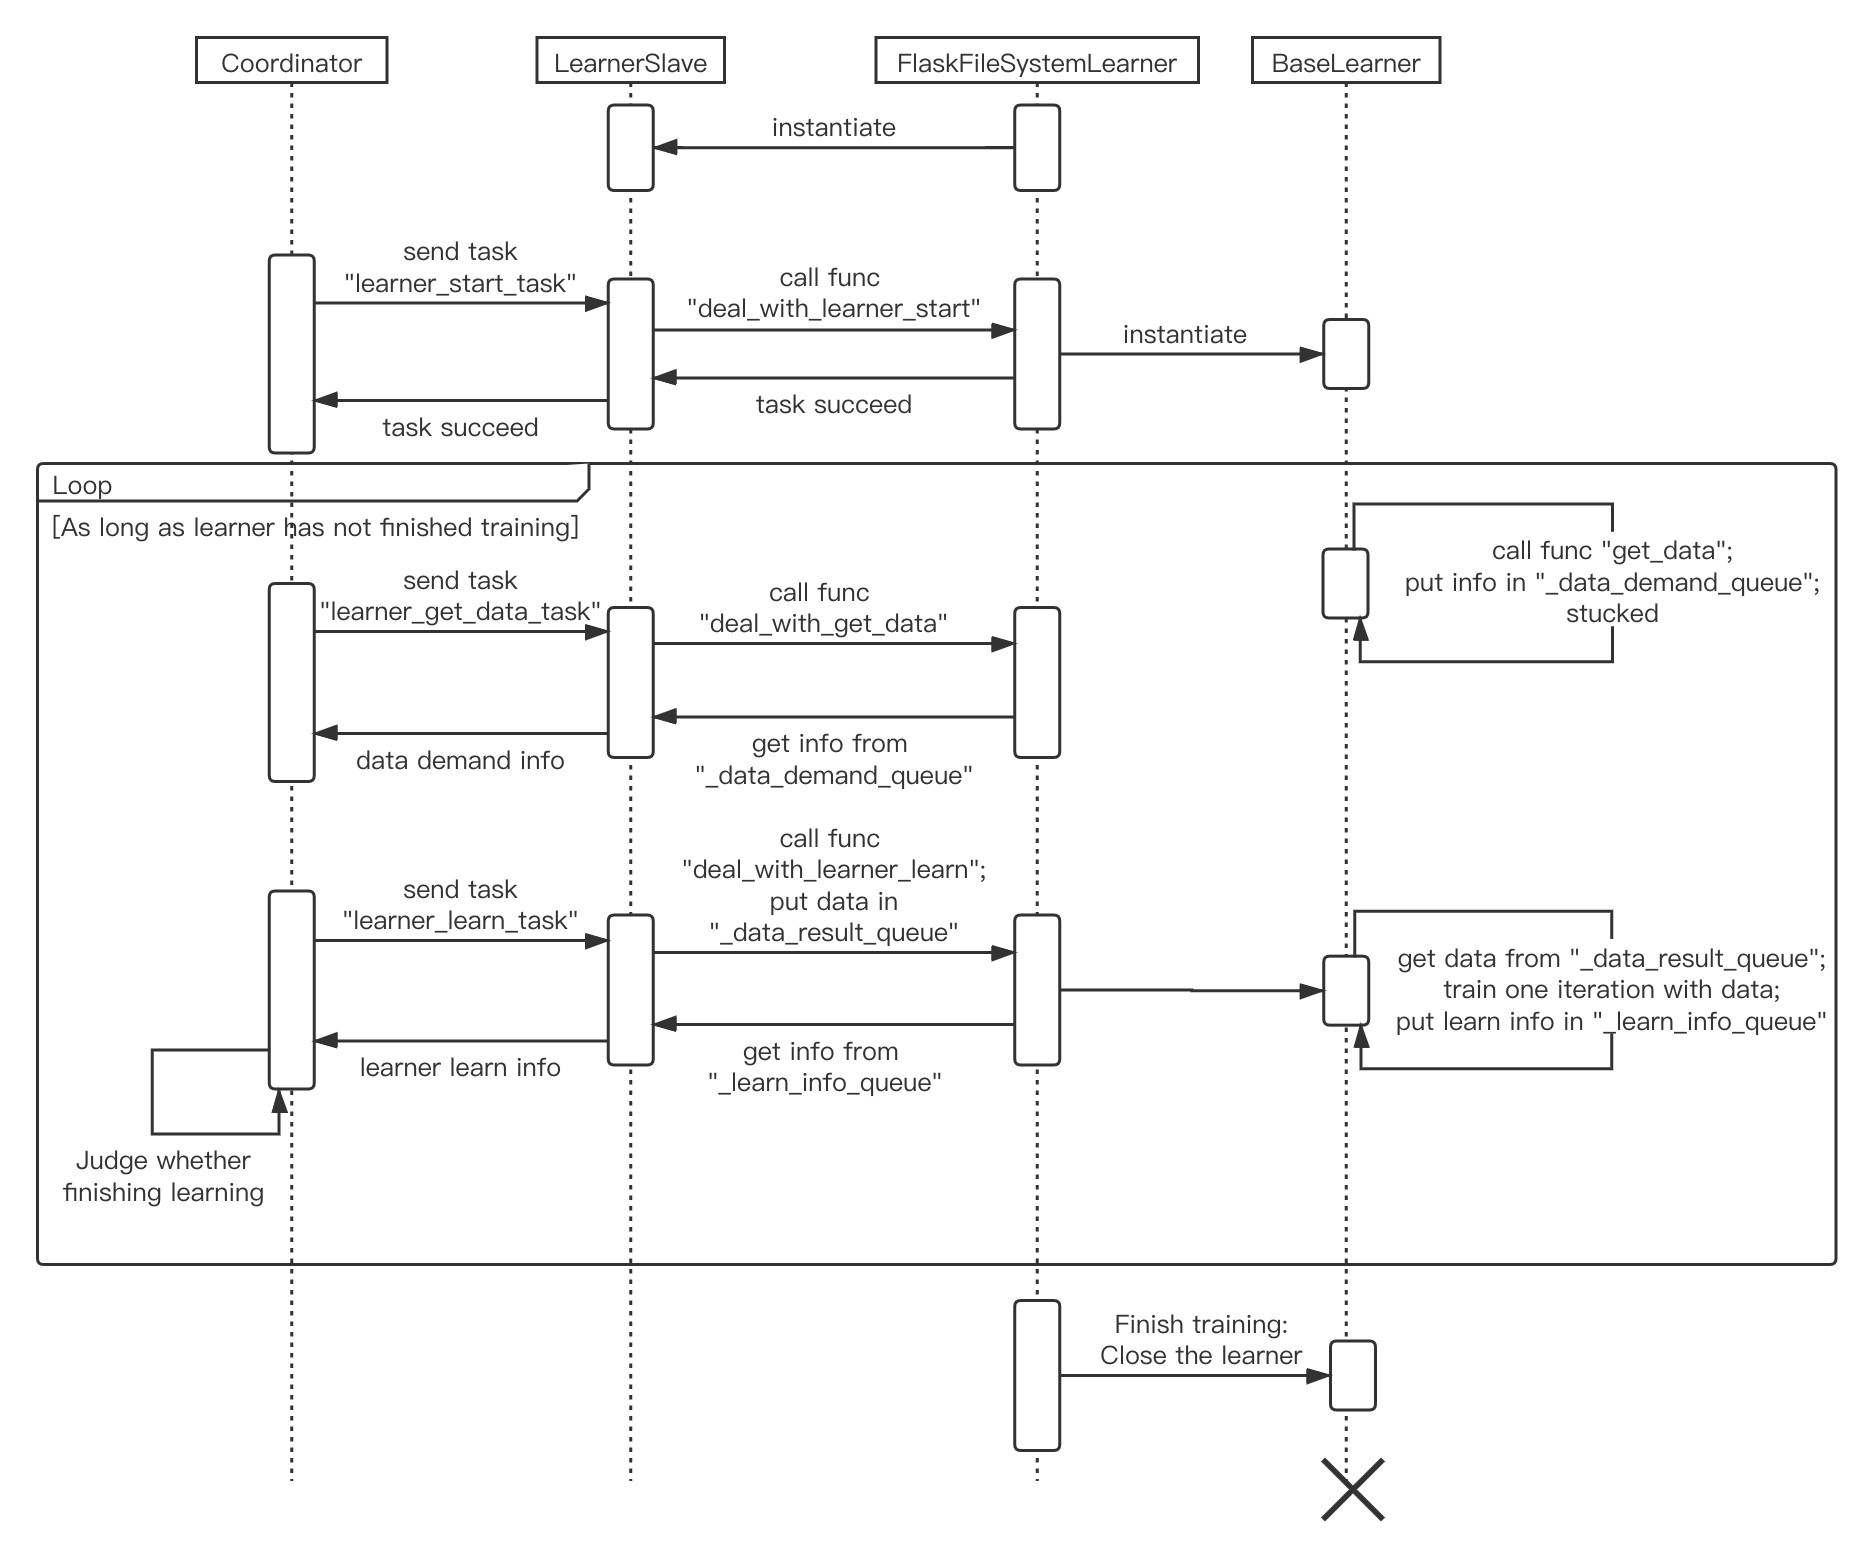 Coordinator
LearnerSlave
FlaskFileSystemLearner
BaseLearner
instantiate
send task
"learner_start_task"
call func
"deal_with_learner_start"
instantiate
task succeed
task succeed
Loop
[As long as learner has not finished training]
call func "get_data";
put info in "_data_demand_queue";
stucked
send task
"learner_get_data_task"
call func
"deal_with_get_data"
data demand info
get info from
"_data_demand_queue"
send task
"learner_learn_task"
call func
"deal_with_learner_learn";
put data in
"_data_result_queue"
get data from "_data_result_queue";
train one iteration with data;
put learn info in "_learn_info_queue"
learner learn info
get info from
"_learn_info_queue"
Judge whether
finishing learning
Finish training:
Close the learner